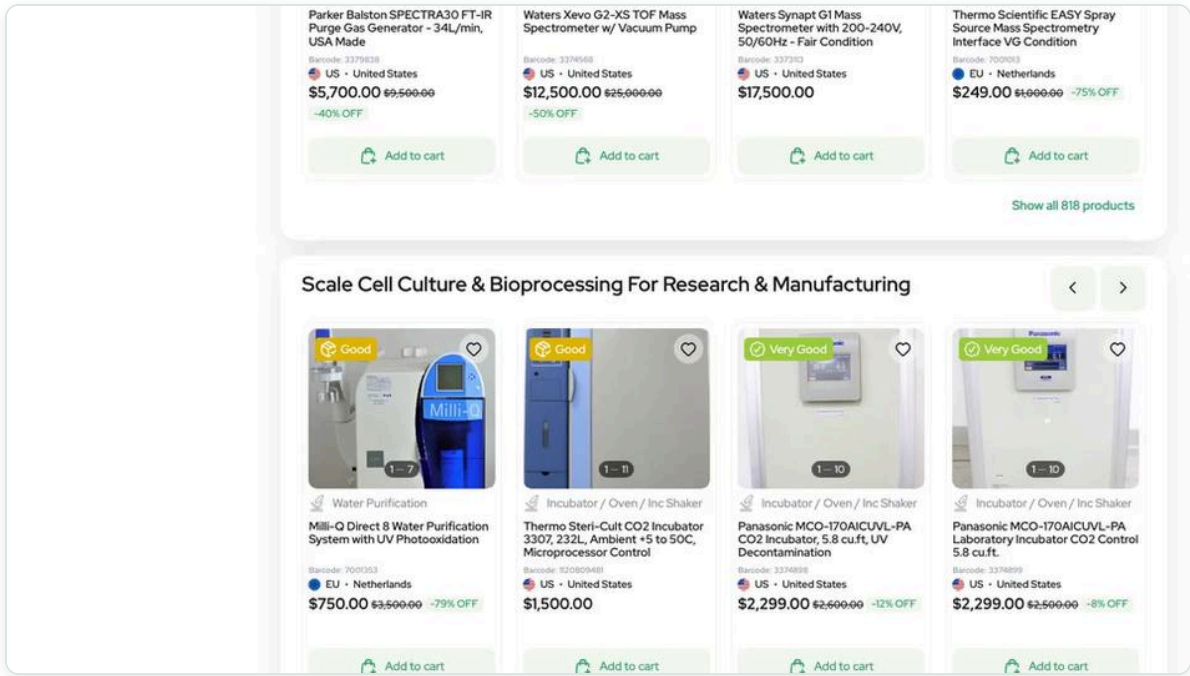 Parker Balston SPECTRA30 FT-IR
Purge Gas Generator - 34L/min,
USA Made
Barcode: 3379838
US · United States
$5,700.00 $9,500.00
-40% OFF
Add to cart
Waters Xevo G2-XS TOF Mass
Spectrometer w/ Vacuum Pump
Barcode: 3374568
US · United States
$12,500.00 $25,000.00
-50% OFF
Add to cart
Waters Synapt G1 Mass
Spectrometer with 200-240V,
50/60Hz - Fair Condition
Barcode: 3373113
US · United States
$17,500.00
Add to cart
Thermo Scientific EASY Spray
Source Mass Spectrometry
Interface VG Condition
Barcode: 7001013
EU · Netherlands
$249.00 $1,000.00 -75% OFF
Add to cart
Show all 818 products
Scale Cell Culture & Bioprocessing For Research & Manufacturing
Good
Milli-Q
1 — 7
Water Purification
Milli-Q Direct 8 Water Purification
System with UV Photooxidation
Barcode: 7001353
EU · Netherlands
$750.00 $3,500.00 -79% OFF
Add to cart
Good
1 — 11
Incubator / Oven / Inc Shaker
Thermo Steri-Cult CO2 Incubator
3307, 232L, Ambient +5 to 50C,
Microprocessor Control
Barcode: 1120809481
US · United States
$1,500.00
Add to cart
Very Good
1 — 10
Incubator / Oven / Inc Shaker
Panasonic MCO-170AICUVL-PA
CO2 Incubator, 5.8 cu.ft, UV
Decontamination
Barcode: 3374898
US · United States
$2,299.00 $2,600.00 -12% OFF
Add to cart
Panasonic
Very Good
1 — 10
Incubator / Oven / Inc Shaker
Panasonic MCO-170AICUVL-PA
Laboratory Incubator CO2 Control
5.8 cu.ft.
Barcode: 3374899
US · United States
$2,299.00 $2,500.00 -8% OFF
Add to cart